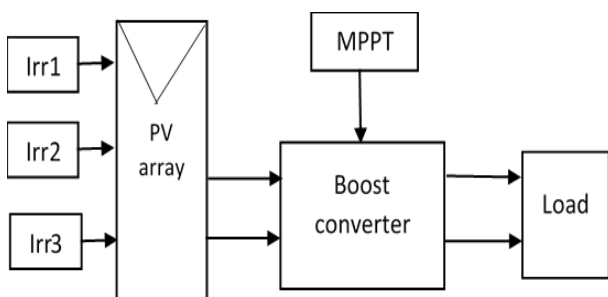 Irr1
Irr2
Irr3
PV
array
MPPT
Boost
converter
Load